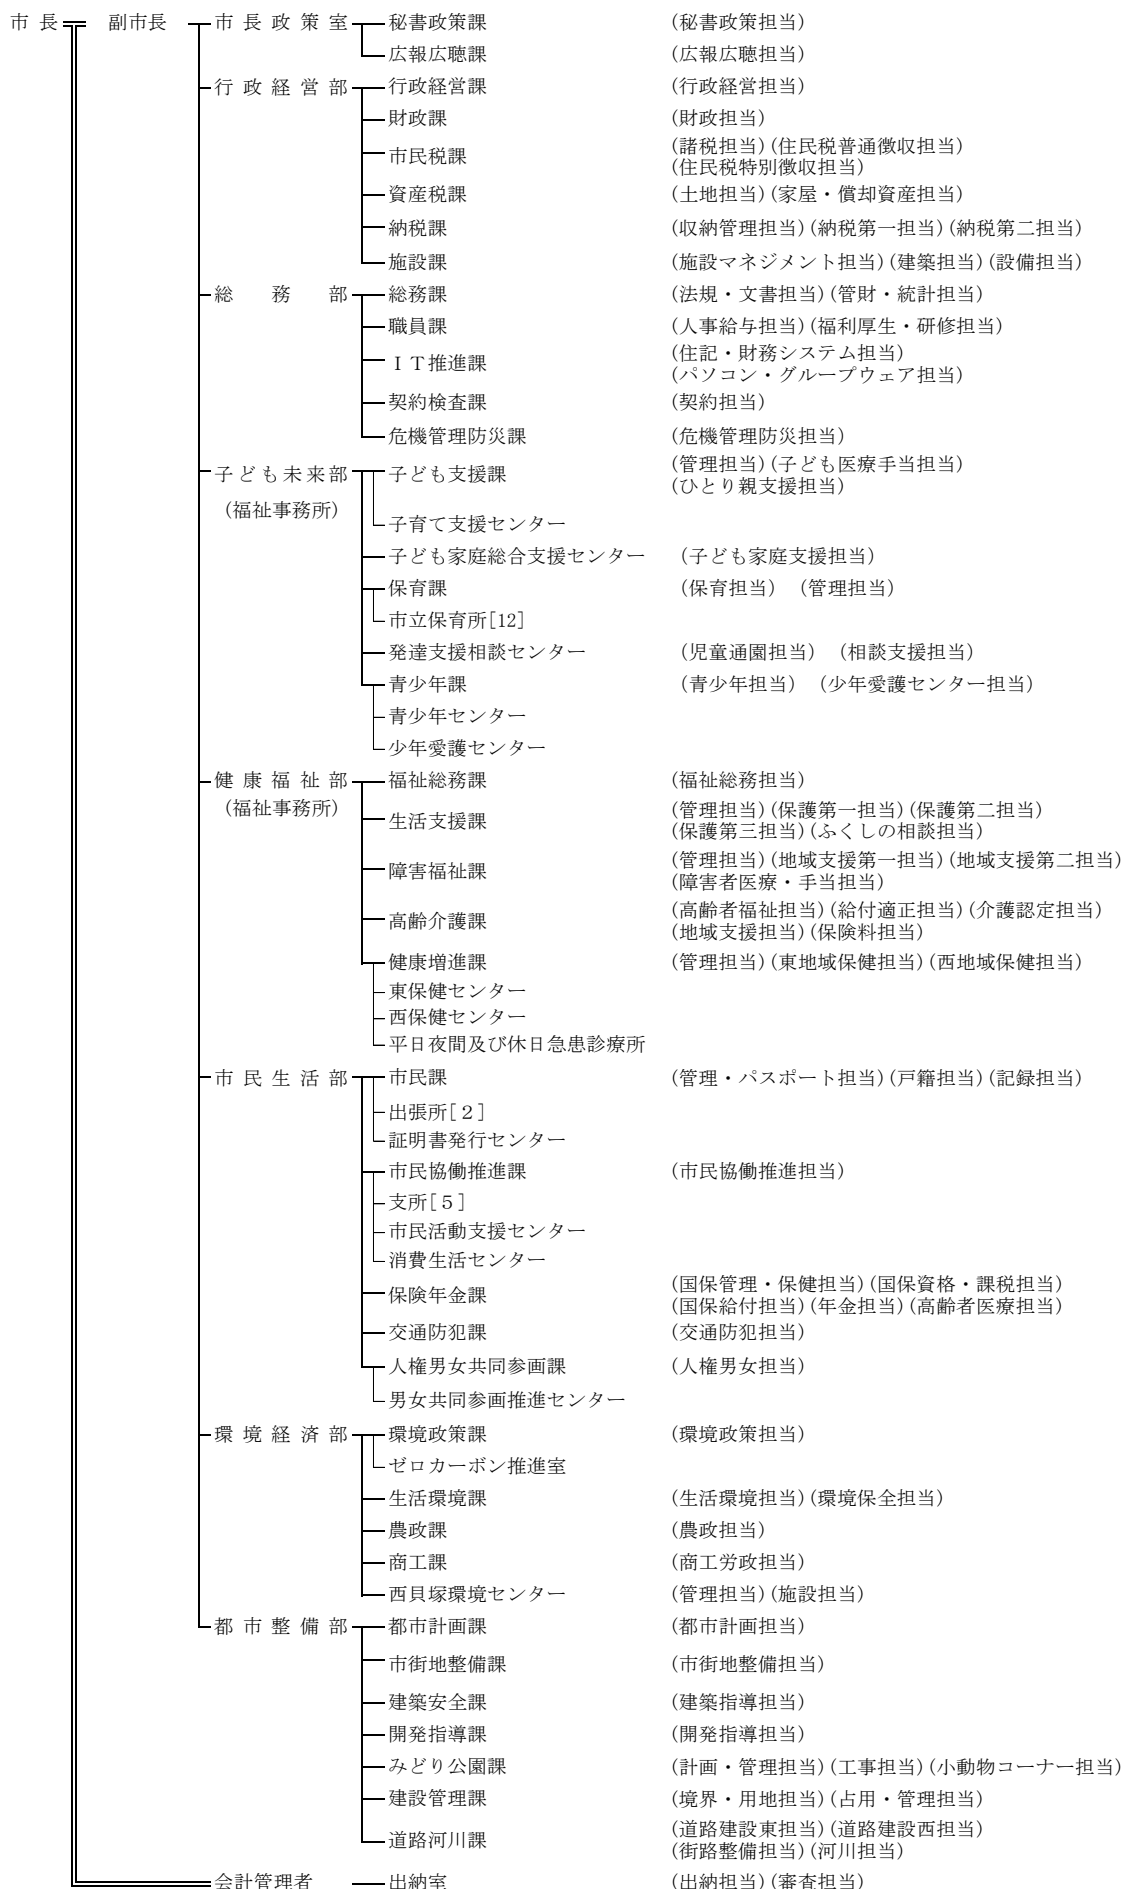 市長 副市長 市長政策室 秘書政策課 (秘書政策担当)
広報広聴課 (広報広聴担当)
行政経営部 行政経営課 (行政経営担当)
財政課 (財政担当)
市民税課 (諸税担当)(住民税普通徴収担当)
(住民税特別徴収担当)
資産税課 (土地担当)(家屋・償却資産担当)
納税課 (収納管理担当)(納税第一担当)(納税第二担当)
施設課 (施設マネジメント担当)(建築担当)(設備担当)
総務部 総務課 (法規・文書担当)(管財・統計担当)
職員課 (人事給与担当)(福利厚生・研修担当)
ＩＴ推進課 (住記・財務システム担当)
(パソコン・グループウェア担当)
契約検査課 (契約担当)
危機管理防災課 (危機管理防災担当)
子ども未来部 子ども支援課 (管理担当)(子ども医療手当担当)
(ひとり親支援担当)
(福祉事務所)
子育て支援センター
子ども家庭総合支援センター (子ども家庭支援担当)
保育課 (保育担当) (管理担当)
市立保育所[12]
発達支援相談センター (児童通園担当) (相談支援担当)
青少年課 (青少年担当) (少年愛護センター担当)
青少年センター
少年愛護センター
健康福祉部 福祉総務課 (福祉総務担当)
(福祉事務所)
生活支援課 (管理担当)(保護第一担当)(保護第二担当)
(保護第三担当)(ふくしの相談担当)
障害福祉課 (管理担当)(地域支援第一担当)(地域支援第二担当)
(障害者医療・手当担当)
高齢介護課 (高齢者福祉担当)(給付適正担当)(介護認定担当)
(地域支援担当)(保険料担当)
健康増進課 (管理担当)(東地域保健担当)(西地域保健担当)
東保健センター
西保健センター
平日夜間及び休日急患診療所
市民生活部 市民課 (管理・パスポート担当)(戸籍担当)(記録担当)
出張所[２]
証明書発行センター
市民協働推進課 (市民協働推進担当)
支所[５]
市民活動支援センター
消費生活センター
保険年金課 (国保管理・保健担当)(国保資格・課税担当)
(国保給付担当)(年金担当)(高齢者医療担当)
交通防犯課 (交通防犯担当)
人権男女共同参画課 (人権男女担当)
男女共同参画推進センター
環境経済部 環境政策課 (環境政策担当)
ゼロカーボン推進室
生活環境課 (生活環境担当)(環境保全担当)
農政課 (農政担当)
商工課 (商工労政担当)
西貝塚環境センター (管理担当)(施設担当)
都市整備部 都市計画課 (都市計画担当)
市街地整備課 (市街地整備担当)
建築安全課 (建築指導担当)
開発指導課 (開発指導担当)
みどり公園課 (計画・管理担当)(工事担当)(小動物コーナー担当)
建設管理課 (境界・用地担当)(占用・管理担当)
道路河川課 (道路建設東担当)(道路建設西担当)
(街路整備担当)(河川担当)
会計管理者 出納室 (出納担当)(審査担当)